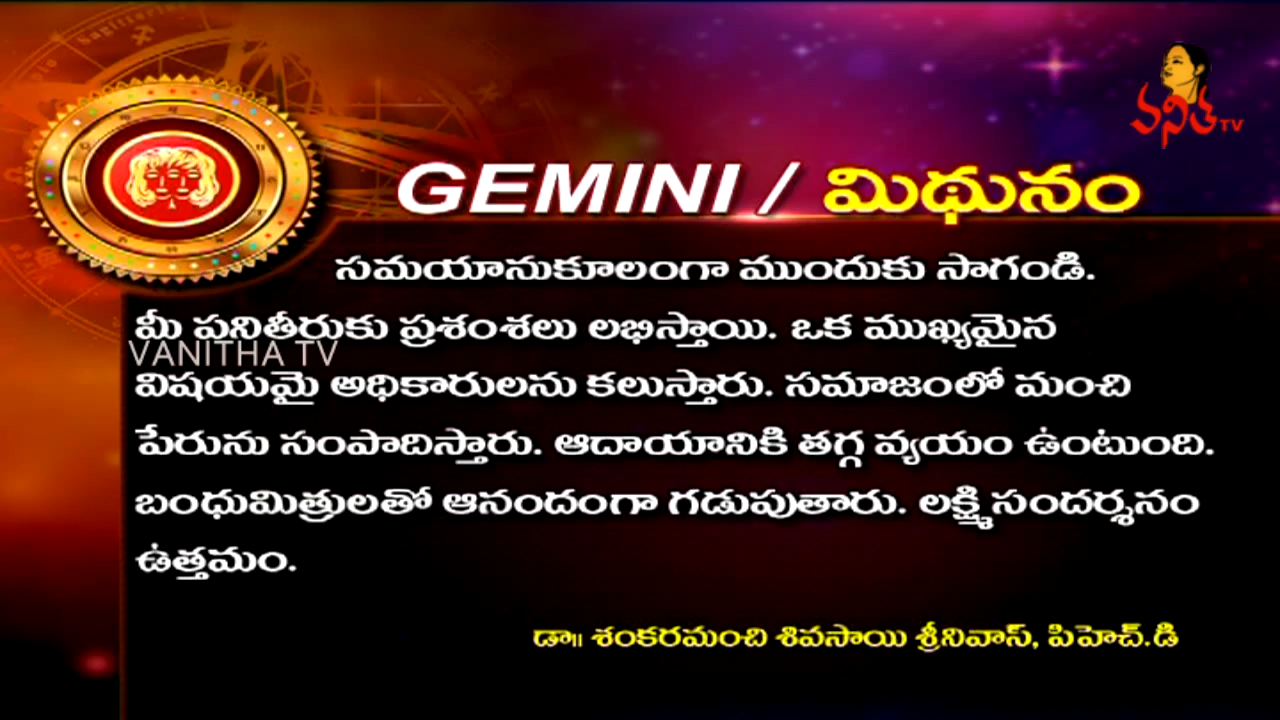 వనిత TV
GEMINI / మిథునం
సమయానుకూలంగా ముందుకు సాగండి.
మీ పనితీరుకు ప్రశంశలు లభిస్తాయి. ఒక ముఖ్యమైన
VANITHA TV
విషయమై అధికారులను కలుస్తారు. సమాజంలో మంచి
పేరును సంపాదిస్తారు. ఆదాయానికి తగ్గ వ్యయం ఉంటుంది.
బంధుమిత్రులతో ఆనందంగా గడుపుతారు. లక్ష్మిసందర్శనం
ఉత్తమం.
డా॥ శంకరమంచి శివసాయి శ్రీనివాస్, పిహెచ్.డి